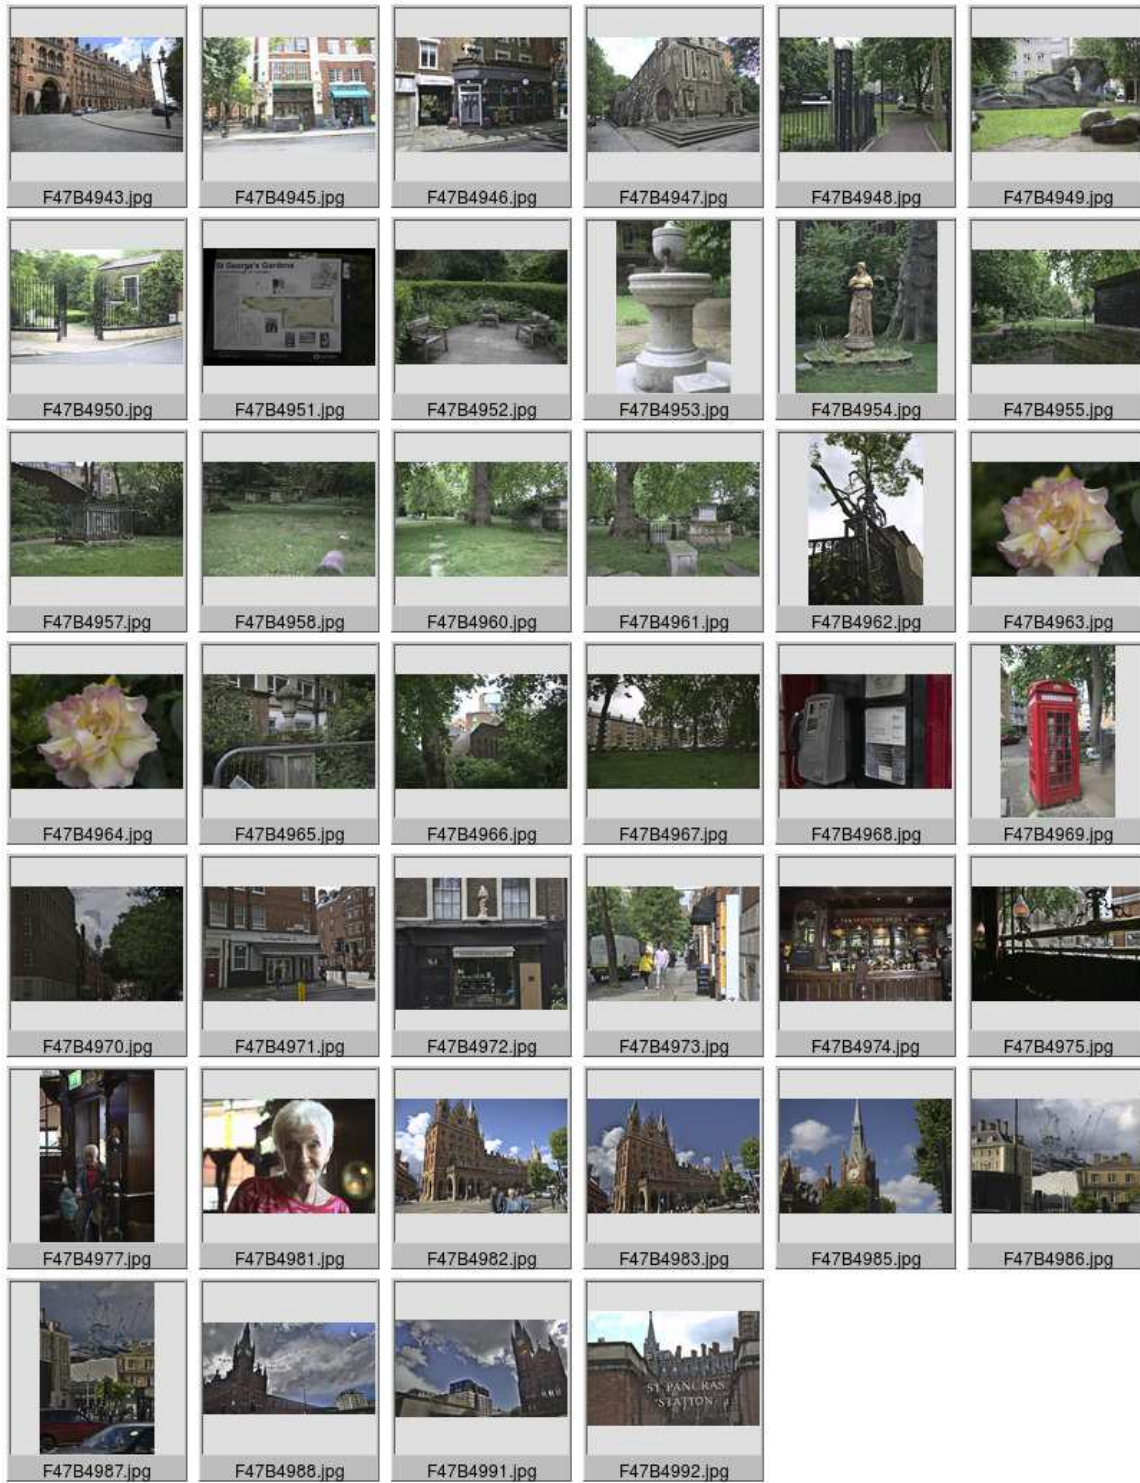 F47B4943.jpg F47B4945.jpg F47B4946.jpg F47B4947.jpg F47B4948.jpg F47B4949.jpg
St George's Gardens
F47B4950.jpg F47B4951.jpg F47B4952.jpg F47B4953.jpg F47B4954.jpg F47B4955.jpg
F47B4957.jpg F47B4958.jpg F47B4960.jpg F47B4961.jpg F47B4962.jpg F47B4963.jpg
F47B4964.jpg F47B4965.jpg F47B4966.jpg F47B4967.jpg F47B4968.jpg F47B4969.jpg
F47B4970.jpg F47B4971.jpg F47B4972.jpg F47B4973.jpg F47B4974.jpg F47B4975.jpg
F47B4977.jpg F47B4981.jpg F47B4982.jpg F47B4983.jpg F47B4985.jpg F47B4986.jpg
ST PANCRAS
STATION
F47B4987.jpg F47B4988.jpg F47B4991.jpg F47B4992.jpg